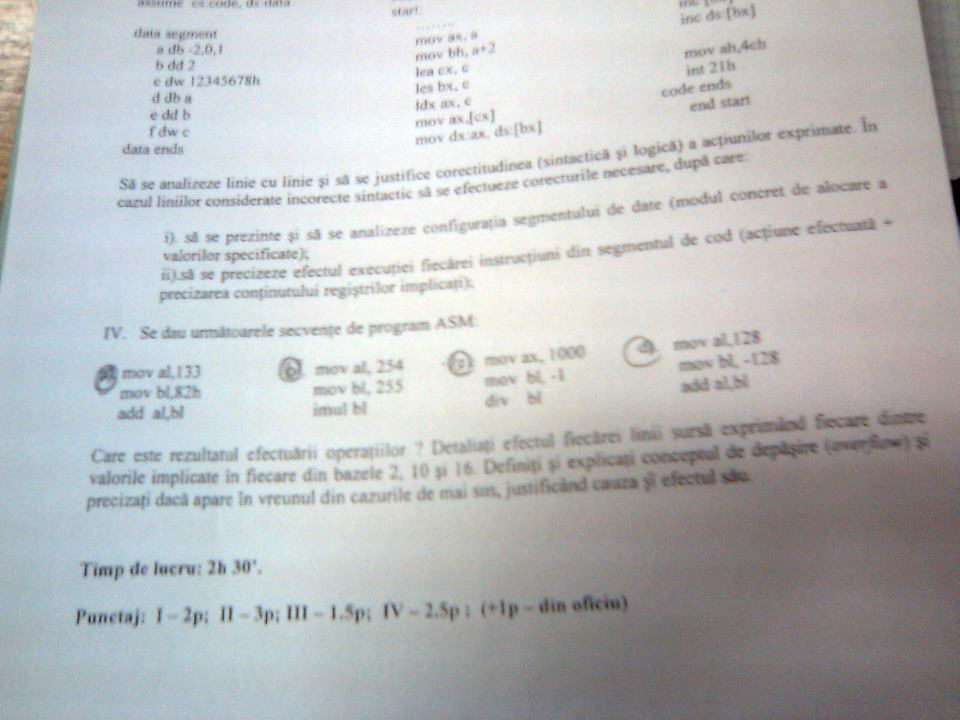 assume cs:code, ds:data
data segment
a db -2,0,1
b dd 2
c dw 12345678h
d db a
e dd b
f dw c
data ends
start:
........
mov ax, a
mov bh, a+2
lea cx, c
les bx, c
ldx ax, c
mov ax,[cx]
mov dx:ax, ds:[bx]
inc ds:[bx]
mov ah,4ch
int 21h
code ends
end start
Să se analizeze linie cu linie şi să se justifice corectitudinea (sintactică şi logică) a acţiunilor exprimate. În
cazul liniilor considerate incorecte sintactic să se efectueze corecturile necesare, după care:
i). să se prezinte şi să se analizeze configuraţia segmentului de date (modul concret de alocare a
valorilor specificate);
ii).să se precizeze efectul execuţiei fiecărei instrucţiuni din segmentul de cod (acţiune efectuată +
precizarea conţinutului regiştrilor implicaţi);
IV. Se dau următoarele secvenţe de program ASM:
mov al,133
mov bl,82h
add al,bl
b) mov al, 254
mov bl, 255
imul bl
c) mov ax, 1000
mov bl, -1
div bl
d) mov al,128
mov bl, -128
add al,bl
Care este rezultatul efectuării operaţiilor ? Detaliaţi efectul fiecărei linii sursă exprimând fiecare dintre
valorile implicate în fiecare din bazele 2, 10 şi 16. Definiţi şi explicaţi conceptul de depăşire (overflow) şi
precizaţi dacă apare în vreunul din cazurile de mai sus, justificând cauza şi efectul său.
Timp de lucru: 2h 30'.
Punctaj: I – 2p; II – 3p; III – 1.5p; IV – 2.5p ; (+1p – din oficiu)